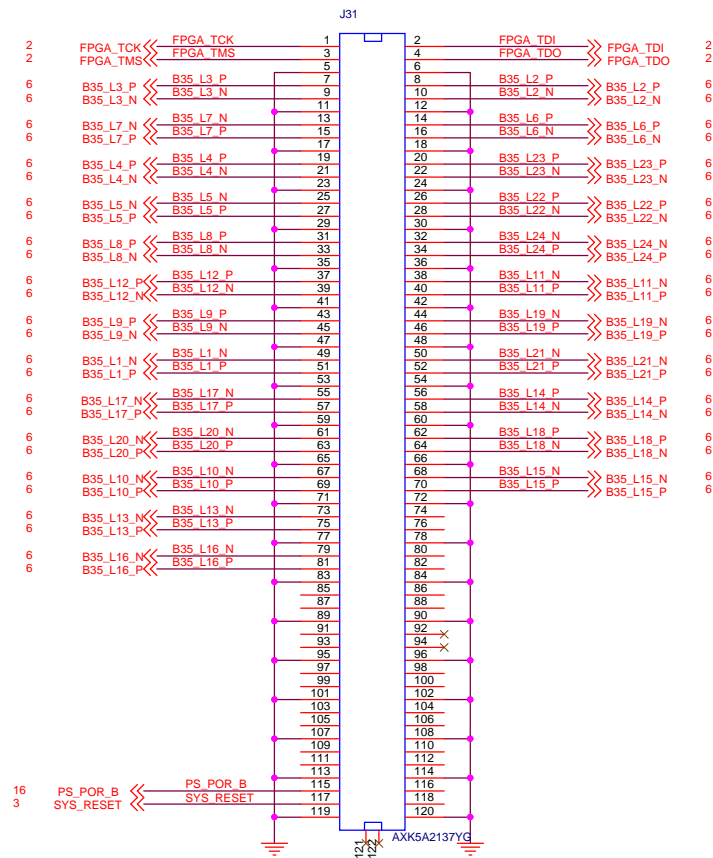 J31
2 FPGA_TCK FPGA_TCK 1 2 FPGA_TDI FPGA_TDI 2
2 FPGA_TMS FPGA_TMS 3 4 FPGA_TDO FPGA_TDO 2
5 6
6 B35_L3_P B35_L3_P 7 8 B35_L2_P B35_L2_P 6
6 B35_L3_N B35_L3_N 9 10 B35_L2_N B35_L2_N 6
11 12
6 B35_L7_N B35_L7_N 13 14 B35_L6_P B35_L6_P 6
6 B35_L7_P B35_L7_P 15 16 B35_L6_N B35_L6_N 6
17 18
6 B35_L4_P B35_L4_P 19 20 B35_L23_P B35_L23_P 6
6 B35_L4_N B35_L4_N 21 22 B35_L23_N B35_L23_N 6
23 24
6 B35_L5_N B35_L5_N 25 26 B35_L22_P B35_L22_P 6
6 B35_L5_P B35_L5_P 27 28 B35_L22_N B35_L22_N 6
29 30
6 B35_L8_P B35_L8_P 31 32 B35_L24_N B35_L24_N 6
6 B35_L8_N B35_L8_N 33 34 B35_L24_P B35_L24_P 6
35 36
6 B35_L12_P B35_L12_P 37 38 B35_L11_N B35_L11_N 6
6 B35_L12_N B35_L12_N 39 40 B35_L11_P B35_L11_P 6
41 42
6 B35_L9_P B35_L9_P 43 44 B35_L19_N B35_L19_N 6
6 B35_L9_N B35_L9_N 45 46 B35_L19_P B35_L19_P 6
47 48
6 B35_L1_N B35_L1_N 49 50 B35_L21_N B35_L21_N 6
6 B35_L1_P B35_L1_P 51 52 B35_L21_P B35_L21_P 6
53 54
6 B35_L17_N B35_L17_N 55 56 B35_L14_P B35_L14_P 6
6 B35_L17_P B35_L17_P 57 58 B35_L14_N B35_L14_N 6
59 60
6 B35_L20_N B35_L20_N 61 62 B35_L18_P B35_L18_P 6
6 B35_L20_P B35_L20_P 63 64 B35_L18_N B35_L18_N 6
65 66
6 B35_L10_N B35_L10_N 67 68 B35_L15_N B35_L15_N 6
6 B35_L10_P B35_L10_P 69 70 B35_L15_P B35_L15_P 6
71 72
6 B35_L13_N B35_L13_N 73 74
6 B35_L13_P B35_L13_P 75 76
77 78
6 B35_L16_N B35_L16_N 79 80
6 B35_L16_P B35_L16_P 81 82
83 84
85 86
87 88
89 90
91 92
93 94
95 96
97 98
99 100
101 102
103 104
105 106
107 108
109 110
111 112
113 114
16 PS_POR_B PS_POR_B 115 116
3 SYS_RESET SYS_RESET 117 118
119 120
121 122 AXK5A2137YG